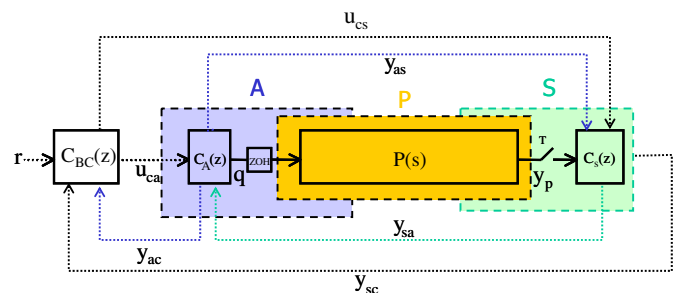 u_cs
y_as
A
P
S
r
C_BC(z)
u_ca
C_A(z)
q
ZOH
P(s)
T
y_p
C_s(z)
y_ac
y_sa
y_sc